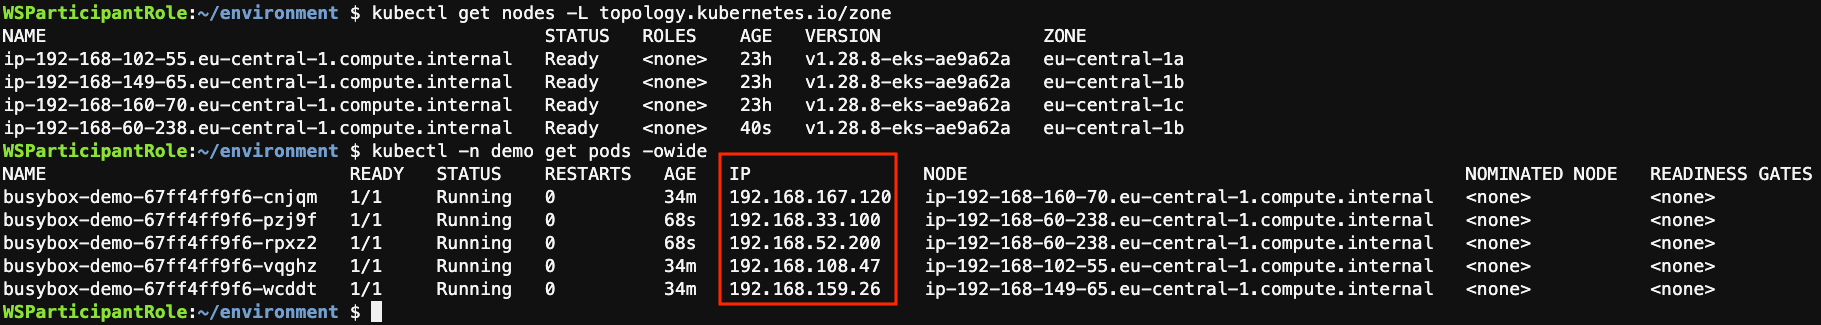 WSParticipantRole:~/environment $ kubectl get nodes -L topology.kubernetes.io/zone
NAME STATUS ROLES AGE VERSION ZONE
ip-192-168-102-55.eu-central-1.compute.internal Ready <none> 23h v1.28.8-eks-ae9a62a eu-central-1a
ip-192-168-149-65.eu-central-1.compute.internal Ready <none> 23h v1.28.8-eks-ae9a62a eu-central-1b
ip-192-168-160-70.eu-central-1.compute.internal Ready <none> 23h v1.28.8-eks-ae9a62a eu-central-1c
ip-192-168-60-238.eu-central-1.compute.internal Ready <none> 40s v1.28.8-eks-ae9a62a eu-central-1b
WSParticipantRole:~/environment $ kubectl -n demo get pods -owide
NAME READY STATUS RESTARTS AGE IP NODE NOMINATED NODE READINESS GATES
busybox-demo-67ff4ff9f6-cnjqm 1/1 Running 0 34m 192.168.167.120 ip-192-168-160-70.eu-central-1.compute.internal <none> <none>
busybox-demo-67ff4ff9f6-pzj9f 1/1 Running 0 68s 192.168.33.100 ip-192-168-60-238.eu-central-1.compute.internal <none> <none>
busybox-demo-67ff4ff9f6-rpxz2 1/1 Running 0 68s 192.168.52.200 ip-192-168-60-238.eu-central-1.compute.internal <none> <none>
busybox-demo-67ff4ff9f6-vqghz 1/1 Running 0 34m 192.168.108.47 ip-192-168-102-55.eu-central-1.compute.internal <none> <none>
busybox-demo-67ff4ff9f6-wcddt 1/1 Running 0 34m 192.168.159.26 ip-192-168-149-65.eu-central-1.compute.internal <none> <none>
WSParticipantRole:~/environment $